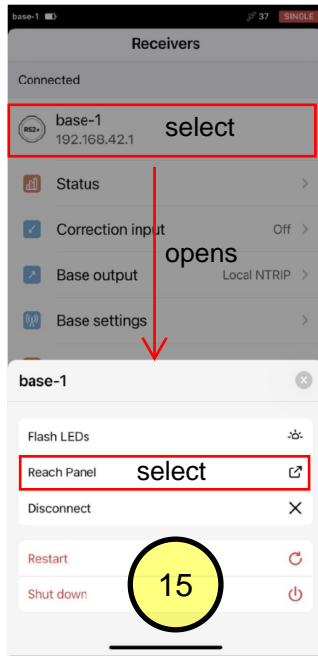 base-1 37 SINGLE
Receivers
Connected
RS2+ base-1 select
192.168.42.1
Status
Correction input Off
opens
Base output Local NTRIP
Base settings
base-1
Flash LEDs
Reach Panel select
Disconnect
Restart
15
Shut down